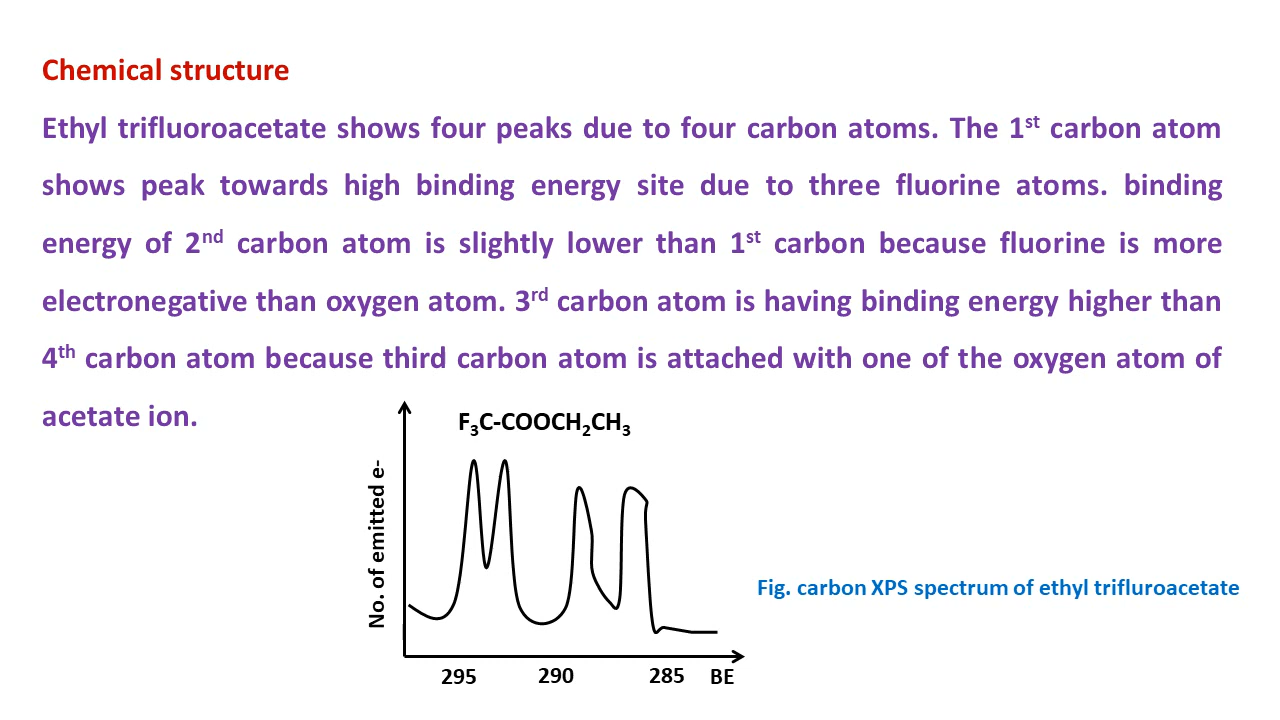 Chemical structure
Ethyl trifluoroacetate shows four peaks due to four carbon atoms. The 1st carbon atom
shows peak towards high binding energy site due to three fluorine atoms. binding
energy of 2nd carbon atom is slightly lower than 1st carbon because fluorine is more
electronegative than oxygen atom. 3rd carbon atom is having binding energy higher than
4th carbon atom because third carbon atom is attached with one of the oxygen atom of
acetate ion.
F3C-COOCH2CH3
No. of emitted e-
Fig. carbon XPS spectrum of ethyl trifluroacetate
295 290 285 BE